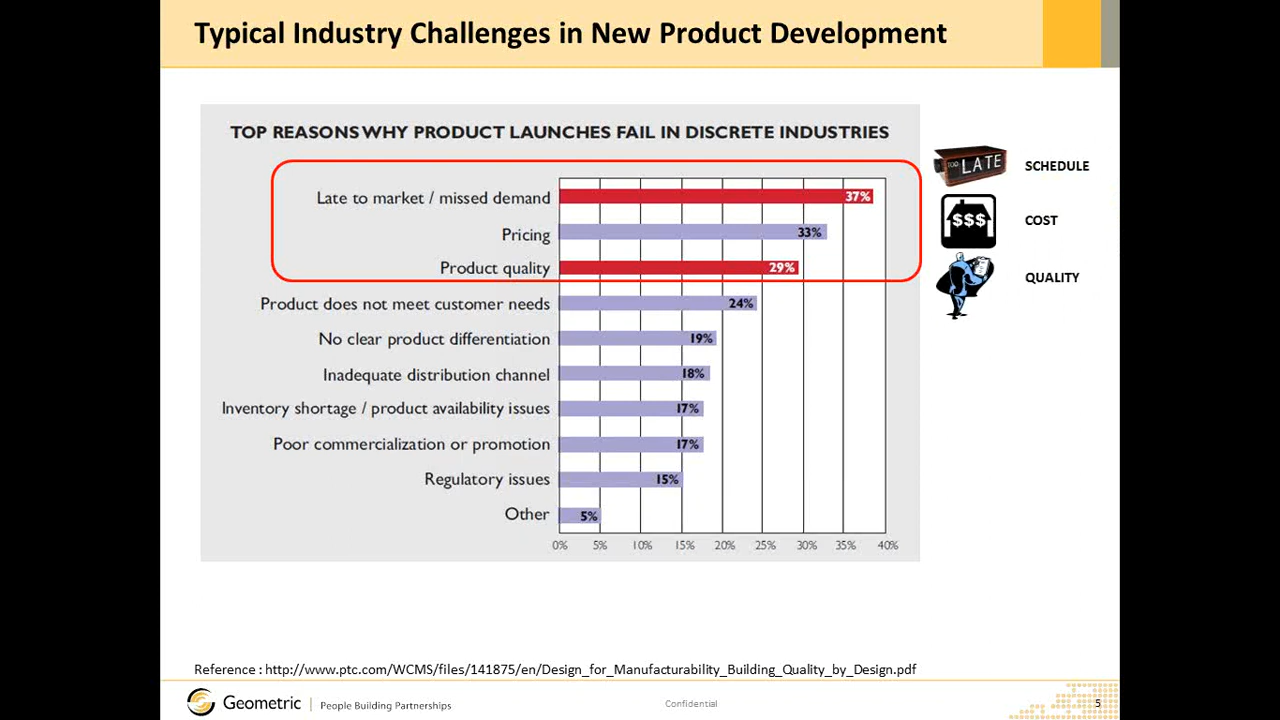 Typical Industry Challenges in New Product Development
TOP REASONS WHY PRODUCT LAUNCHES FAIL IN DISCRETE INDUSTRIES
Late to market / missed demand 37%
Pricing 33%
Product quality 29%
Product does not meet customer needs 24%
No clear product differentiation 19%
Inadequate distribution channel 18%
Inventory shortage / product availability issues 17%
Poor commercialization or promotion 17%
Regulatory issues 15%
Other 5%
0% 5% 10% 15% 20% 25% 30% 35% 40%
TOO LATE SCHEDULE
$$$ COST
QUALITY
Reference : http://www.ptc.com/WCMS/files/141875/en/Design_for_Manufacturability_Building_Quality_by_Design.pdf
Geometric | People Building Partnerships Confidential 5